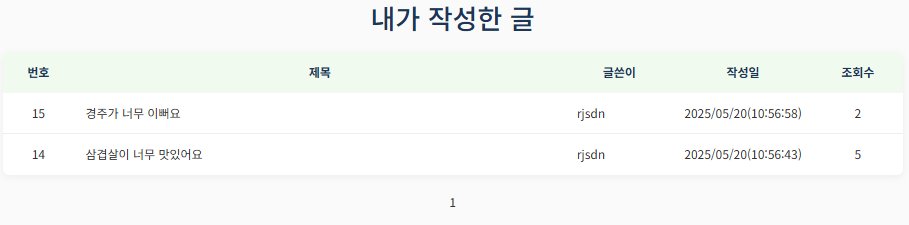 내가 작성한 글
번호 제목 글쓴이 작성일 조회수
15 경주가 너무 이뻐요 rjsdn 2025/05/20(10:56:58) 2
14 삼겹살이 너무 맛있어요 rjsdn 2025/05/20(10:56:43) 5
1